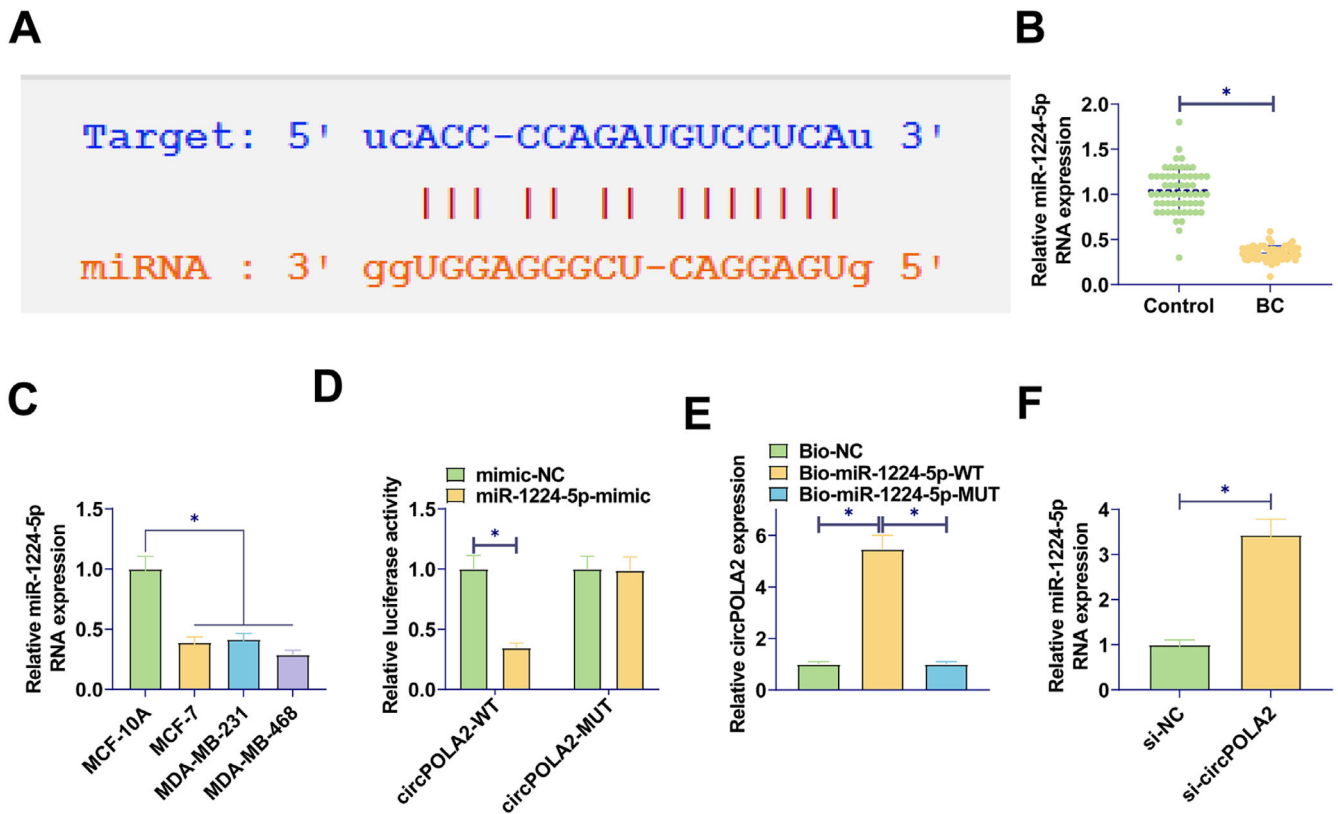 A
Target: 5' ucACC-CCAGAUGUCCUCAu 3'
||| || || |||||||
miRNA : 3' ggUGGAGGGCU-CAGGAGUg 5'
B
Relative miR-1224-5p
RNA expression
2.0
1.5
1.0
0.5
0.0
*
Control
BC
C
Relative miR-1224-5p
RNA expression
1.5
1.0
0.5
0.0
*
MCF-10A
MCF-7
MDA-MB-231
MDA-MB-468
D
mimic-NC
miR-1224-5p-mimic
Relative luciferase activity
1.5
1.0
0.5
0.0
*
circPOLA2-WT
circPOLA2-MUT
E
Bio-NC
Bio-miR-1224-5p-WT
Bio-miR-1224-5p-MUT
Relative circPOLA2 expression
6
4
2
0
*
*
F
Relative miR-1224-5p
RNA expression
4
3
2
1
0
*
si-NC
si-circPOLA2